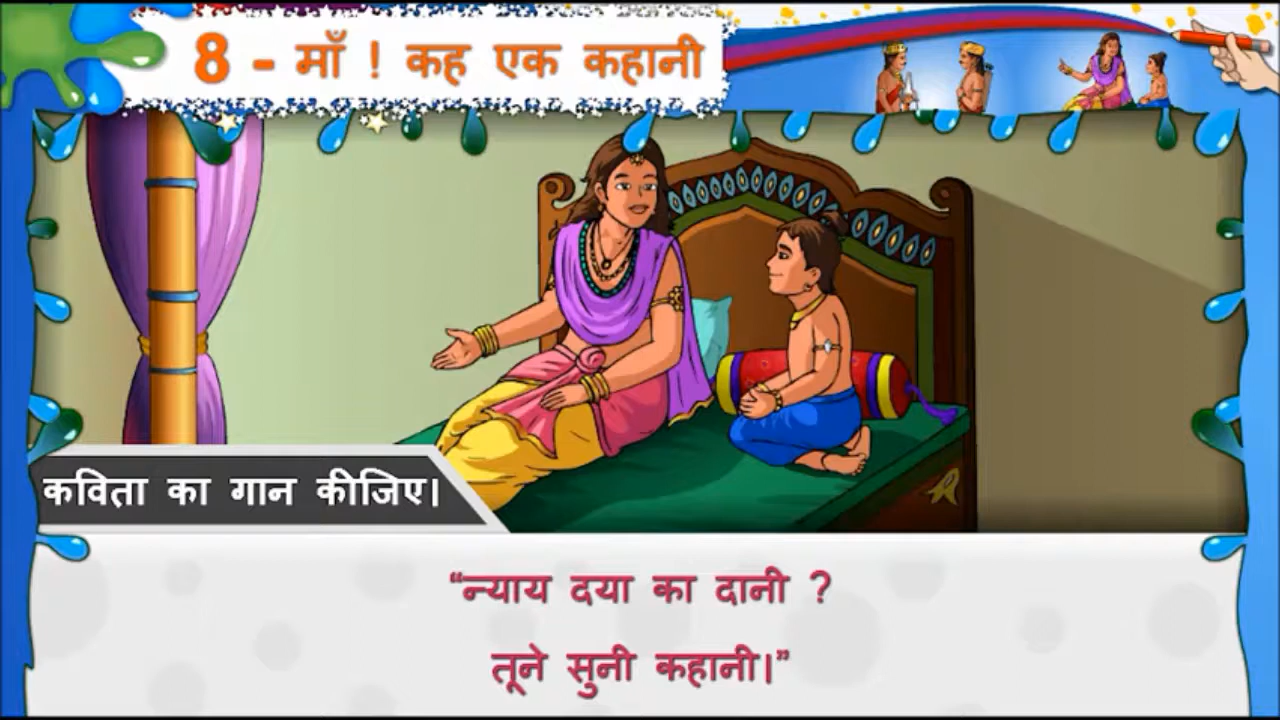 8 - माँ ! कह एक कहानी
कविता का गान कीजिए।
“न्याय दया का दानी ?
तूने सुनी कहानी।”